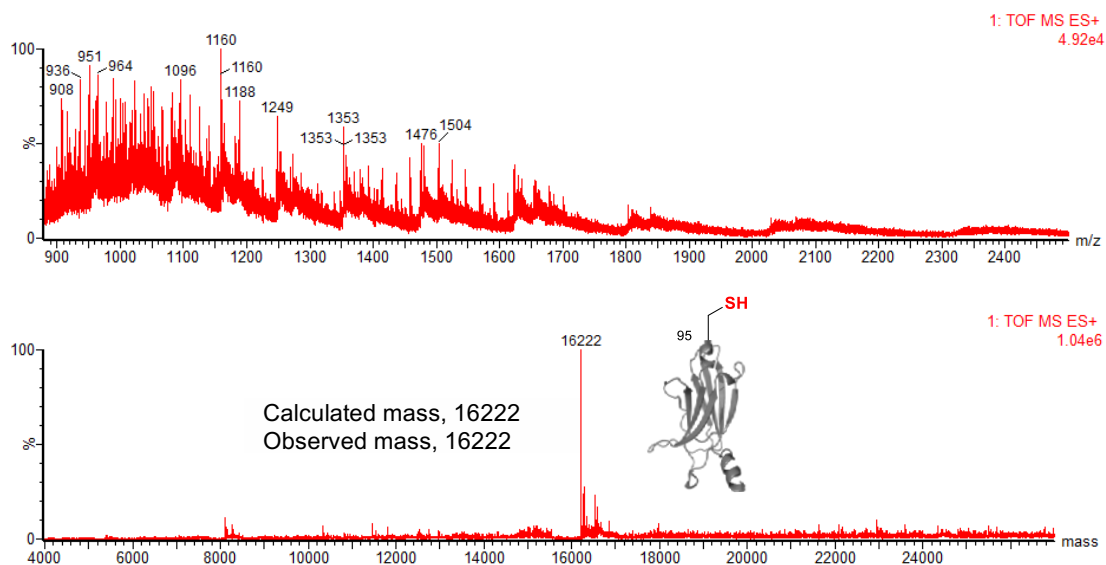 1: TOF MS ES+
4.92e4
100
%
0
936
908
951
964
1096
1160
1160
1188
1249
1353
1353
1353
1476
1504
900 1000 1100 1200 1300 1400 1500 1600 1700 1800 1900 2000 2100 2200 2300 2400
m/z
SH
95
1: TOF MS ES+
1.04e6
100
%
0
16222
Calculated mass, 16222
Observed mass, 16222
4000 6000 8000 10000 12000 14000 16000 18000 20000 22000 24000
mass